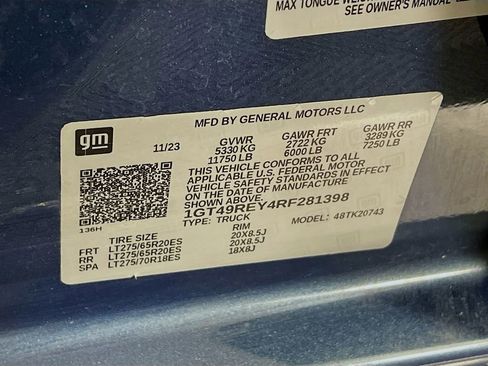 MAX TONGUE WEIGH
SEE OWNER'S MANUAL
gm
MFD BY GENERAL MOTORS LLC
11/23 GVWR GAWR FRT GAWR RR
5330 KG 2722 KG 3289 KG
11750 LB 6000 LB 7250 LB
THIS VEHICLE CONFORMS TO ALL
APPLICABLE U.S. FEDERAL MOTOR
VEHICLE SAFETY STANDARDS IN EFFECT
ON THE DATE OF MANUFACTURE SHOWN ABOVE.
1GT49REY4RF281398
136H
TYPE: TRUCK MODEL: 48TK20743
TIRE SIZE RIM
FRT LT275/65R20ES 20X8.5J
RR LT275/65R20ES 20X8.5J
SPA LT275/70R18ES 18X8J